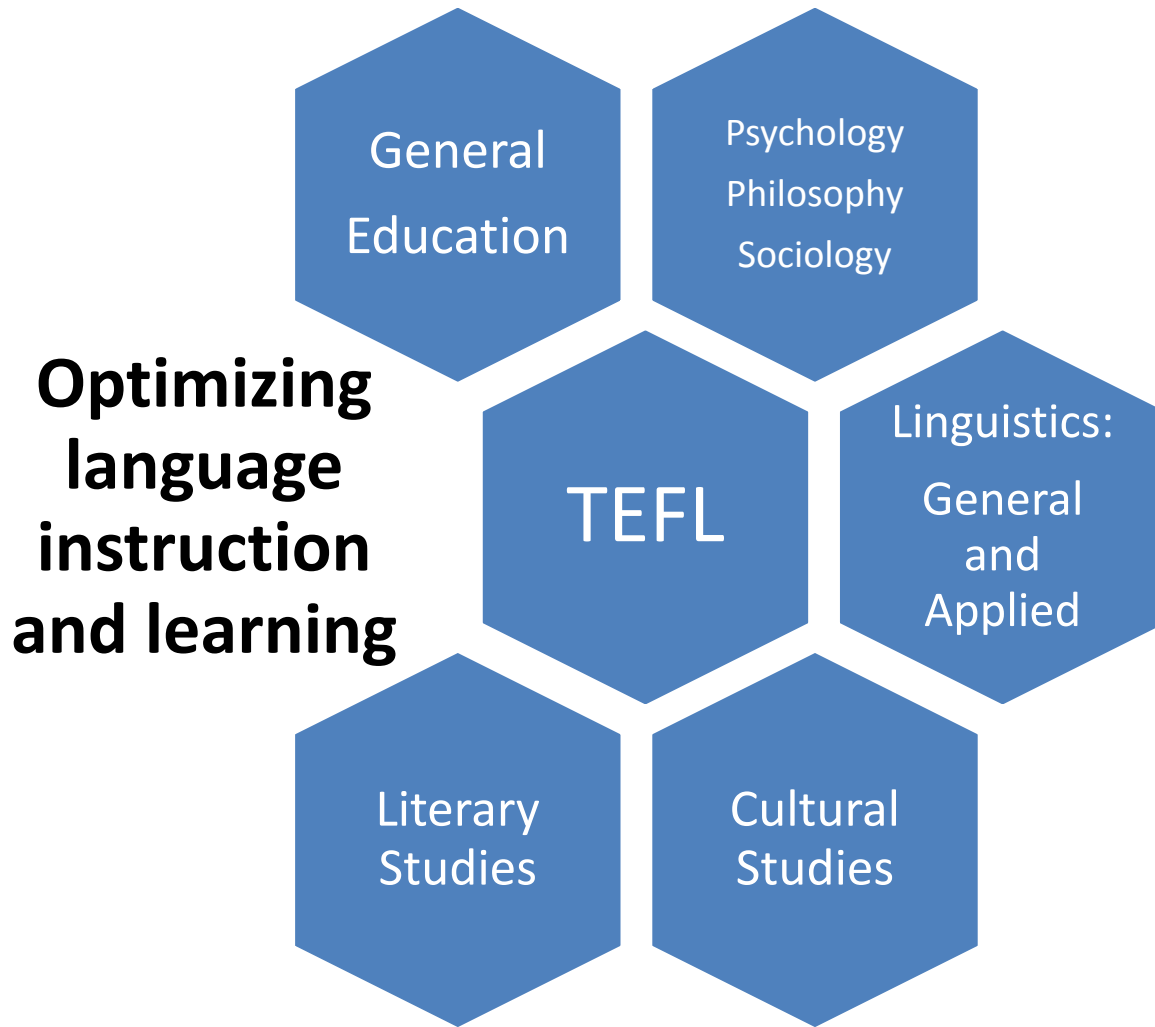 General
Education
Psychology
Philosophy
Sociology
Optimizing
language
instruction
and learning
TEFL
Linguistics:
General
and
Applied
Literary
Studies
Cultural
Studies